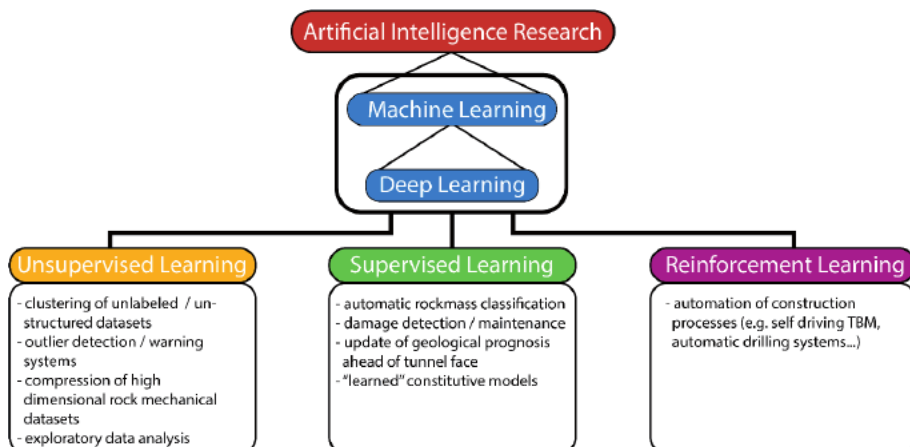 Artificial Intelligence Research
Machine Learning
Deep Learning
Unsupervised Learning
- clustering of unlabeled / un-
structured datasets
- outlier detection / warning
systems
- compression of high
dimensional rock mechanical
datasets
- exploratory data analysis
Supervised Learning
- automatic rockmass classification
- damage detection / maintenance
- update of geological prognosis
ahead of tunnel face
- "learned" constitutive models
Reinforcement Learning
- automation of construction
processes (e.g. self driving TBM,
automatic drilling systems...)